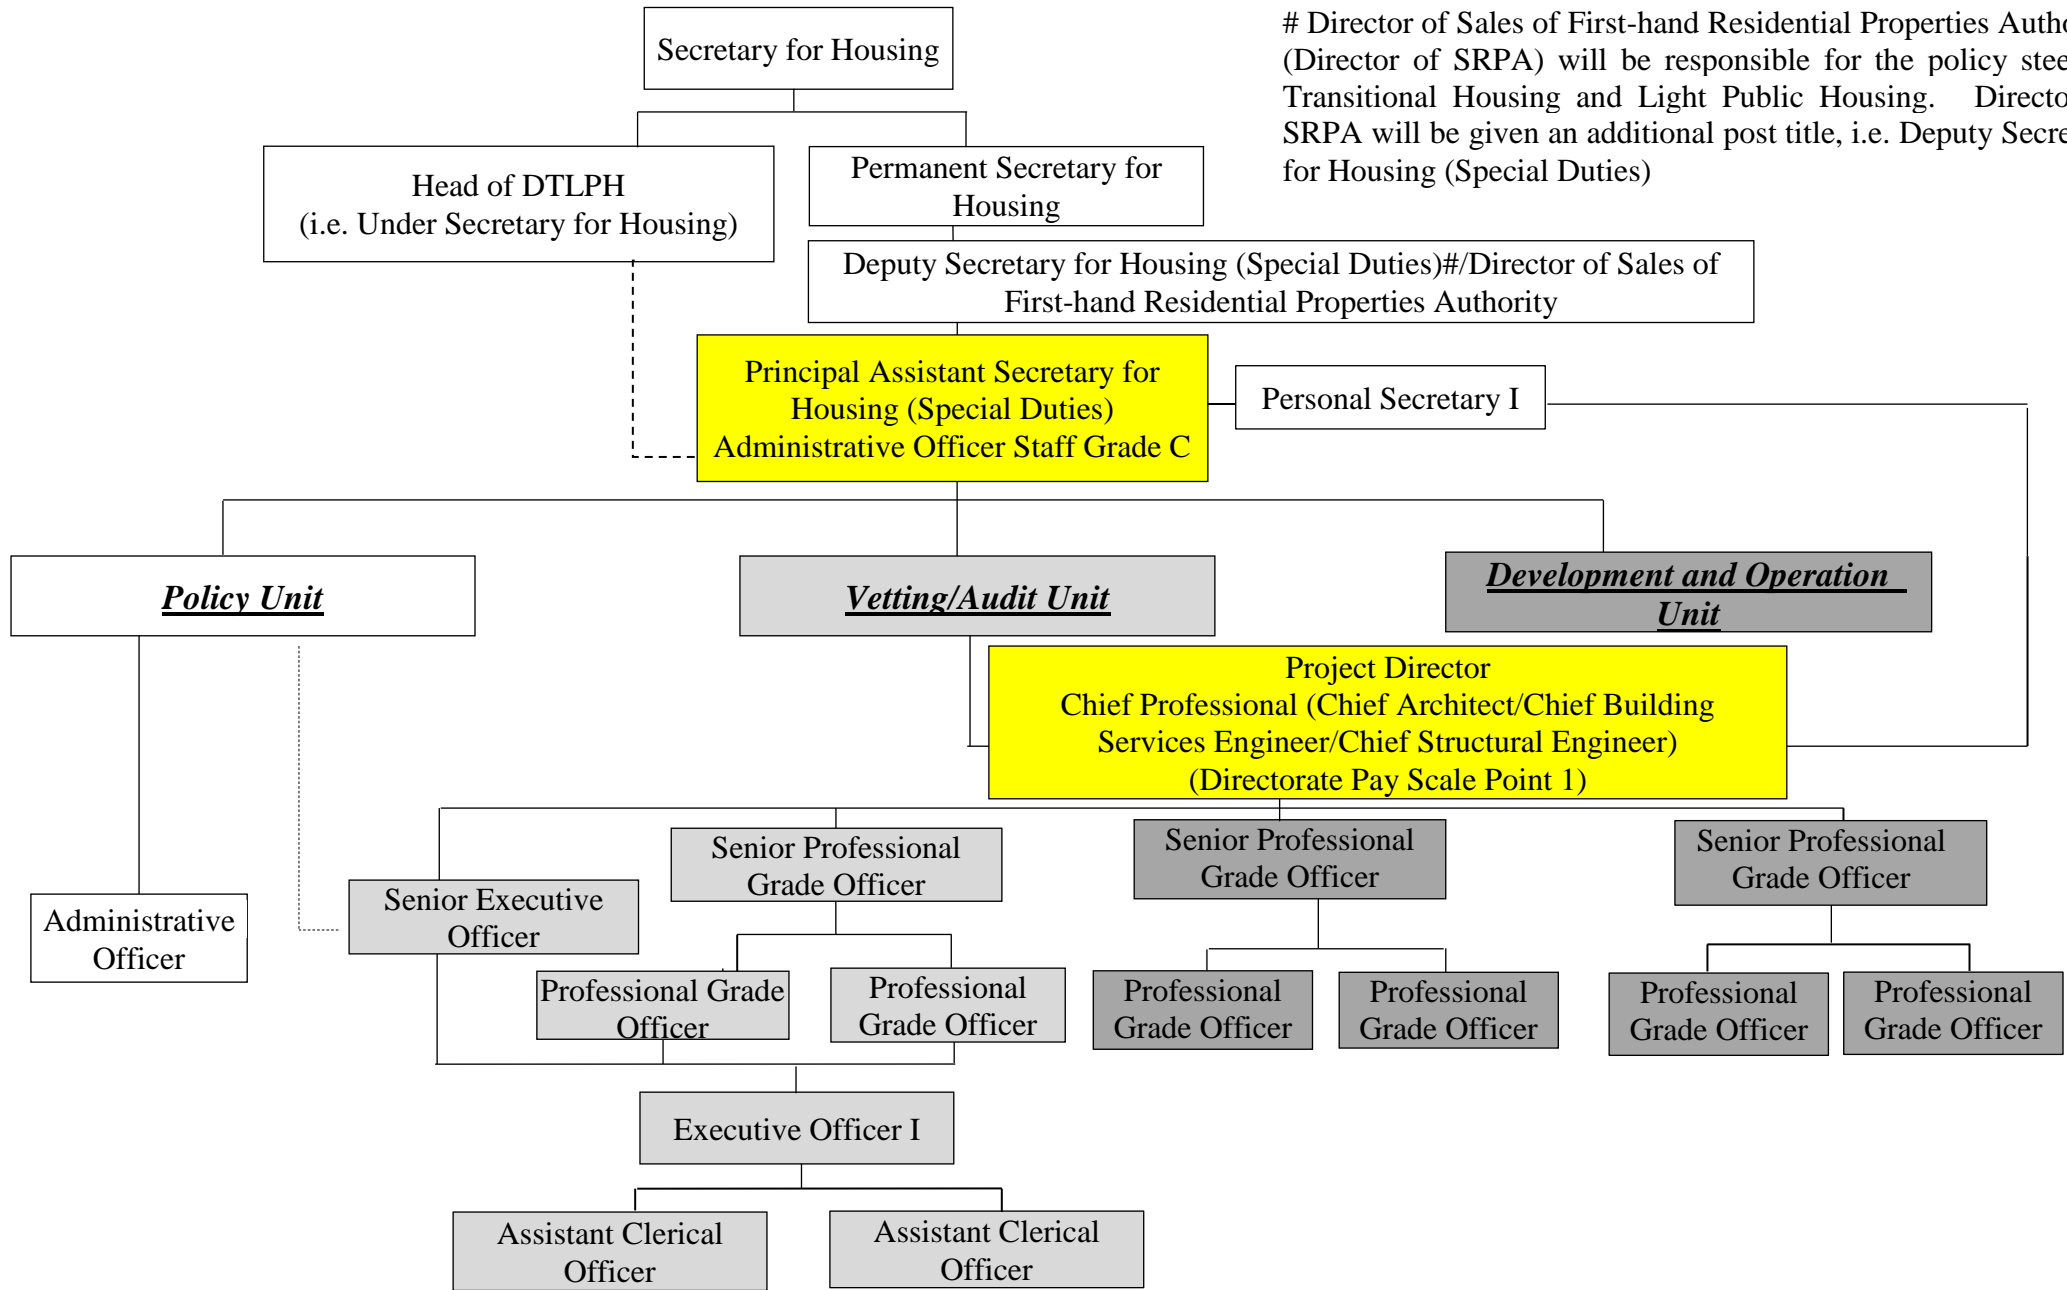 Secretary for Housing
# Director of Sales of First-hand Residential Properties
(Director of SRPA) will be responsible for the policy
Transitional Housing and Light Public Housing.
SRPA will be given an additional post title, i.e. Deputy
for Housing (Special Duties)
Head of DTLPH
(i.e. Under Secretary for Housing)
Permanent Secretary for
Housing
Deputy Secretary for Housing (Special Duties)#/Director of Sales of
First-hand Residential Properties Authority
Principal Assistant Secretary for
Housing (Special Duties)
Administrative Officer Staff Grade C
Personal Secretary I
Policy Unit
Vetting/Audit Unit
Development and Operation
Unit
Project Director
Chief Professional (Chief Architect/Chief Building
Services Engineer/Chief Structural Engineer)
(Directorate Pay Scale Point 1)
Administrative
Officer
Senior Executive
Officer
Senior Professional
Grade Officer
Senior Professional
Grade Officer
Senior Professional
Grade Officer
Professional Grade
Officer
Professional
Grade Officer
Professional
Grade Officer
Professional
Grade Officer
Professional
Grade Officer
Professional
Grade Officer
Executive Officer I
Assistant Clerical
Officer
Assistant Clerical
Officer